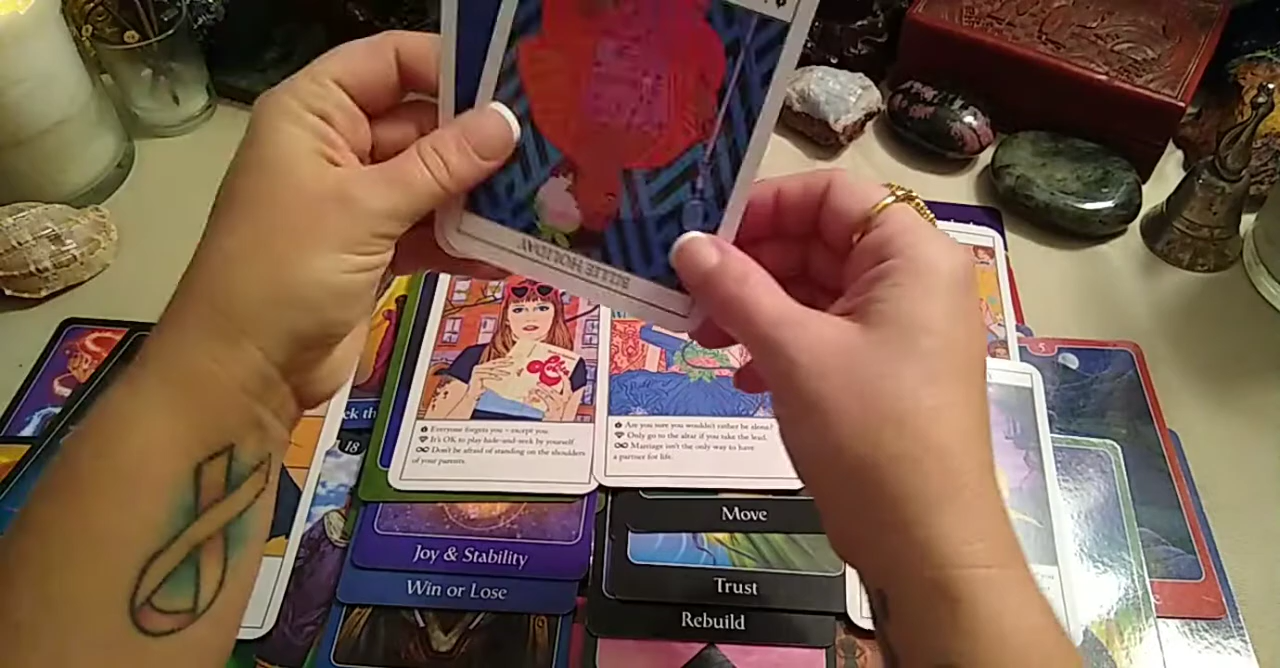 BILLIE HOLIDAY
Everyone forgets you – except you.
It's OK to play hide-and-seek by yourself.
Don't be afraid of standing on the shoulders
of your parents.
Are you sure you wouldn't rather be alone?
Only go to the altar if you take the lead.
Marriage isn't the only way to have
a partner for life.
5
18
Move
Joy & Stability
Trust
Win or Lose
Rebuild